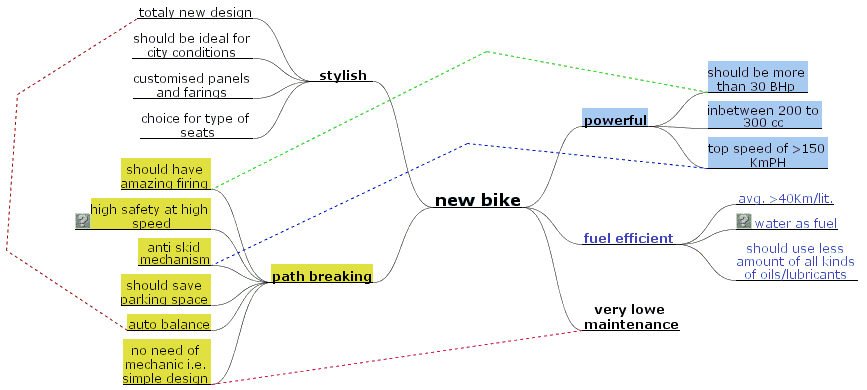 totaly new design
should be ideal for
city conditions
customised panels
and farings
choice for type of
seats
stylish
should have
amazing firing
high safety at high
speed
anti skid
mechanism
should save
parking space
auto balance
no need of
mechanic i.e.
simple design
path breaking
new bike
powerful
should be more
than 30 BHp
inbetween 200 to
300 cc
top speed of >150
KmPH
fuel efficient
avg. >40Km/lit.
water as fuel
should use less
amount of all kinds
of oils/lubricants
very lowe
maintenance